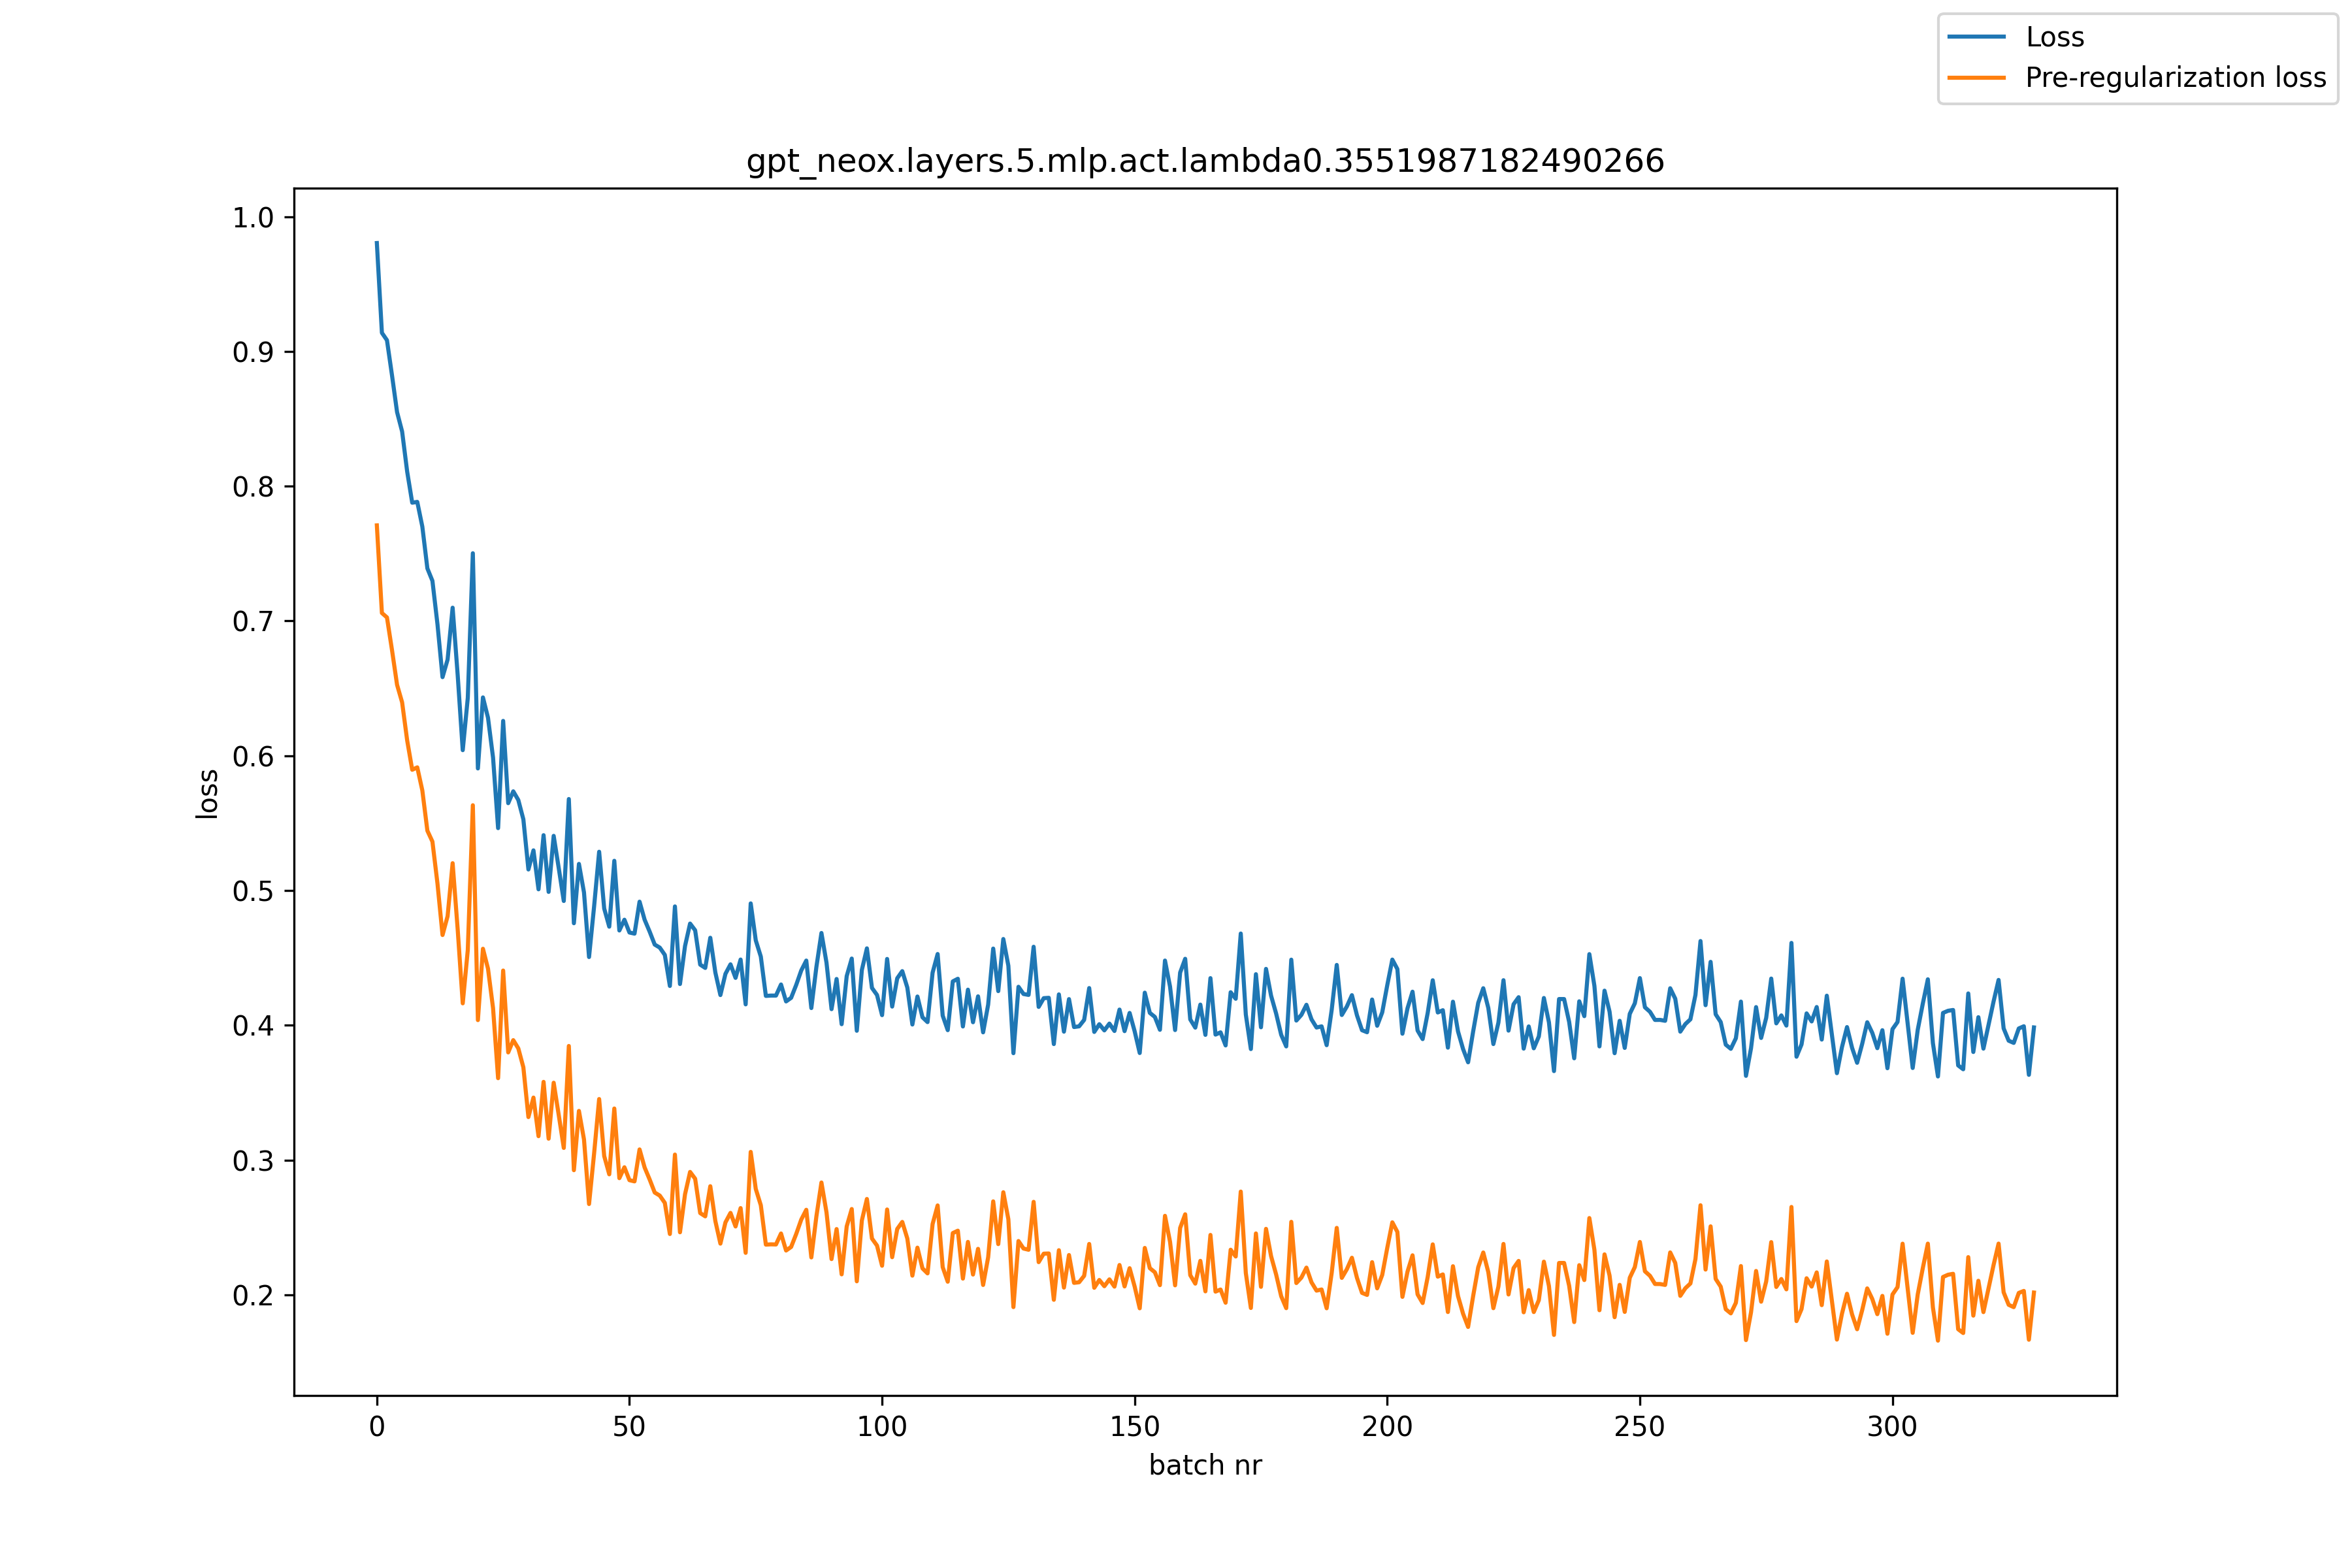 Loss
Pre-regularization loss
gpt_neox.layers.5.mlp.act.lambda0.3551987182490266
1.0
0.9
0.8
0.7
0.6
0.5
0.4
0.3
0.2
loss
0 50 100 150 200 250 300
batch nr